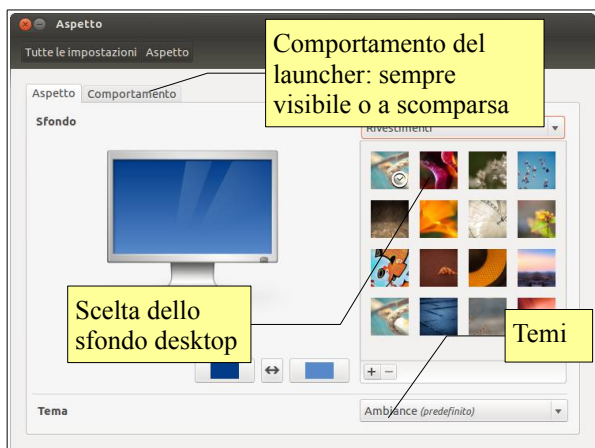 Aspetto
Tutte le impostazioni Aspetto
Comportamento del
launcher: sempre
visibile o a scomparsa
Aspetto Comportamento
Sfondo
Rivestimenti
Scelta dello
sfondo desktop
Temi
Tema
Ambiance (predefinito)